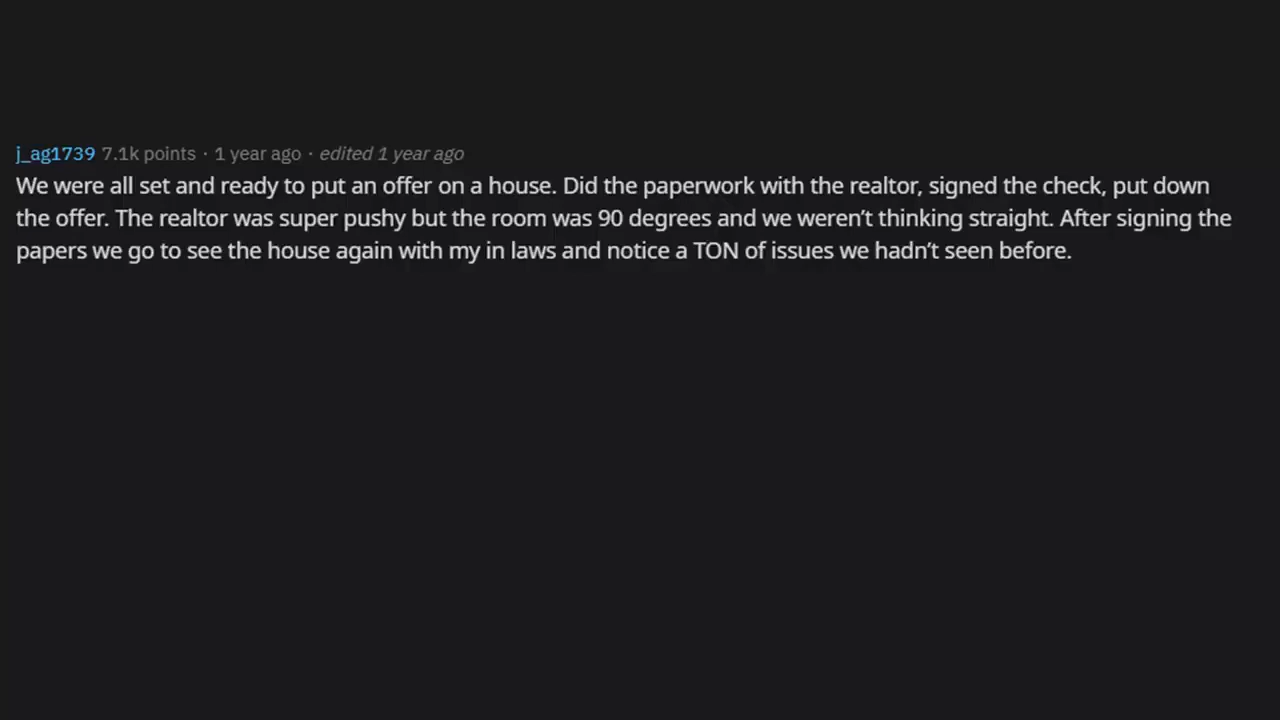 j_ag1739 7.1k points · 1 year ago · edited 1 year ago
We were all set and ready to put an offer on a house. Did the paperwork with the realtor, signed the check, put down
the offer. The realtor was super pushy but the room was 90 degrees and we weren’t thinking straight. After signing the
papers we go to see the house again with my in laws and notice a TON of issues we hadn’t seen before.